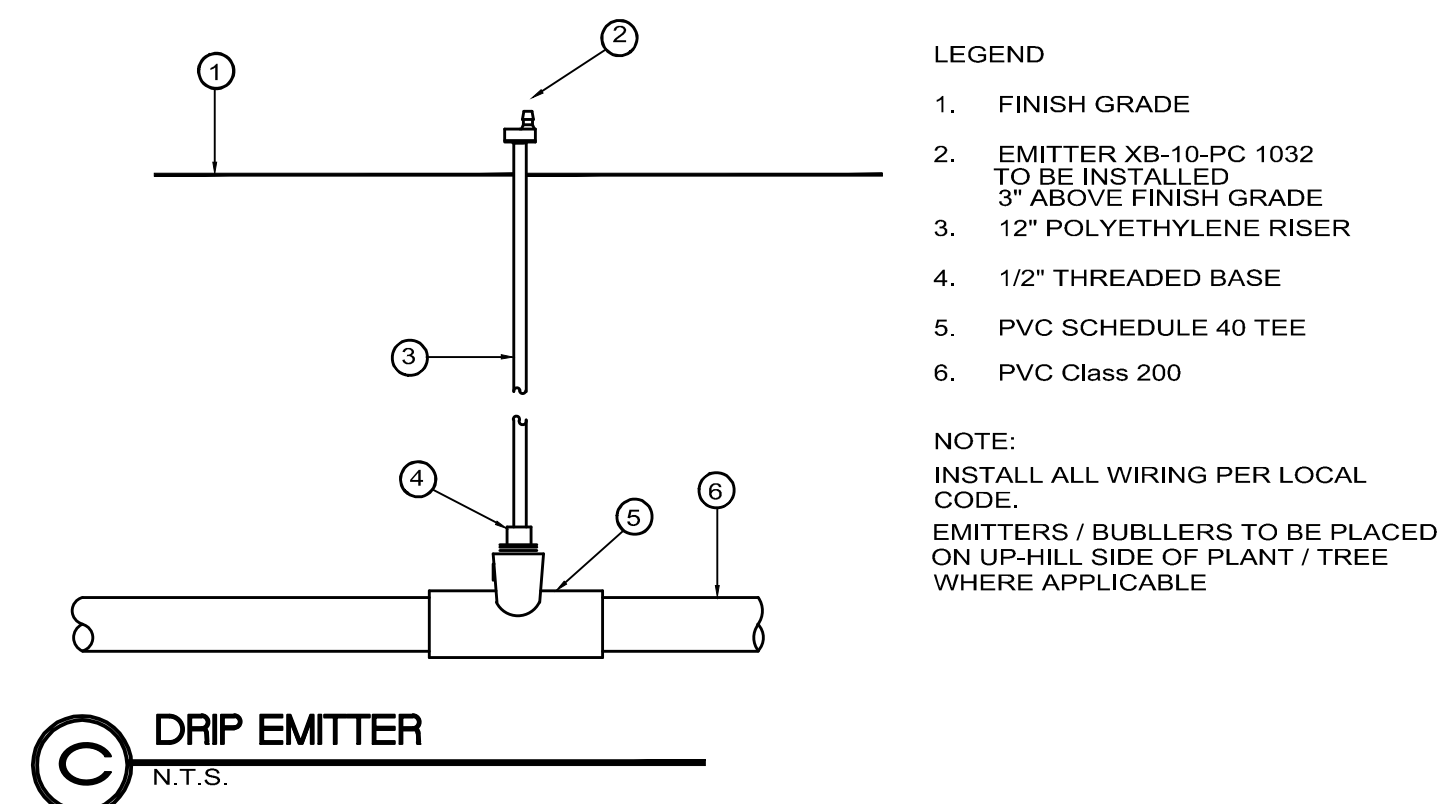 1
2
3
4
5
6
LEGEND
1. FINISH GRADE
2. EMITTER XB-10-PC 1032
TO BE INSTALLED
3" ABOVE FINISH GRADE
3. 12" POLYETHYLENE RISER
4. 1/2" THREADED BASE
5. PVC SCHEDULE 40 TEE
6. PVC Class 200
NOTE:
INSTALL ALL WIRING PER LOCAL
CODE.
EMITTERS / BUBLLERS TO BE PLACED
ON UP-HILL SIDE OF PLANT / TREE
WHERE APPLICABLE
C
DRIP EMITTER
N.T.S.